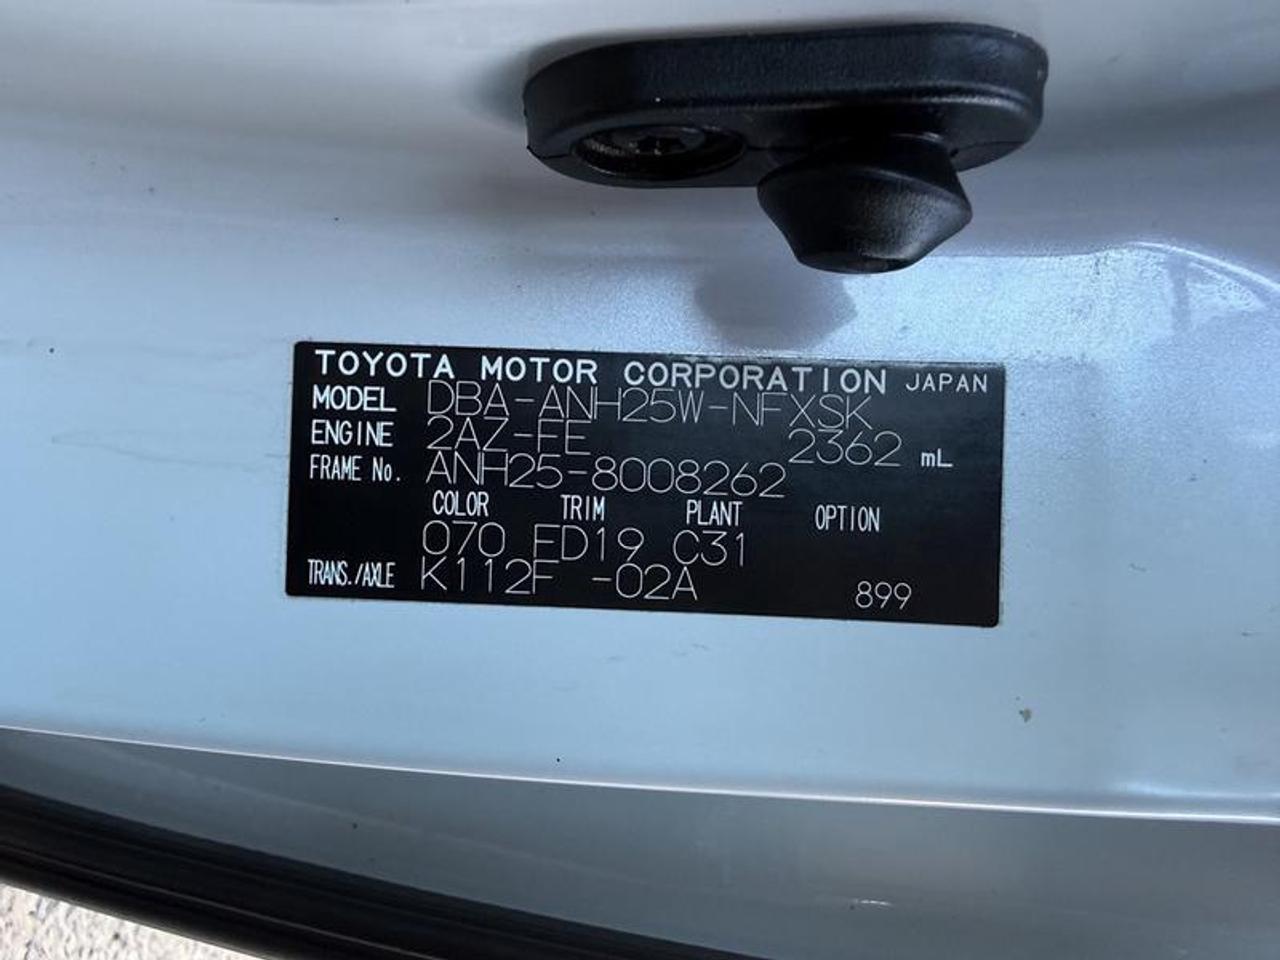 TOYOTA MOTOR CORPORATION JAPAN
MODEL DBA-ANH25W-NFXSK
ENGINE 2AZ-FE 2362 mL
FRAME No. ANH25-8008262
COLOR TRIM PLANT OPTION
070 FD19 C31
TRANS./AXLE K112F -02A 899